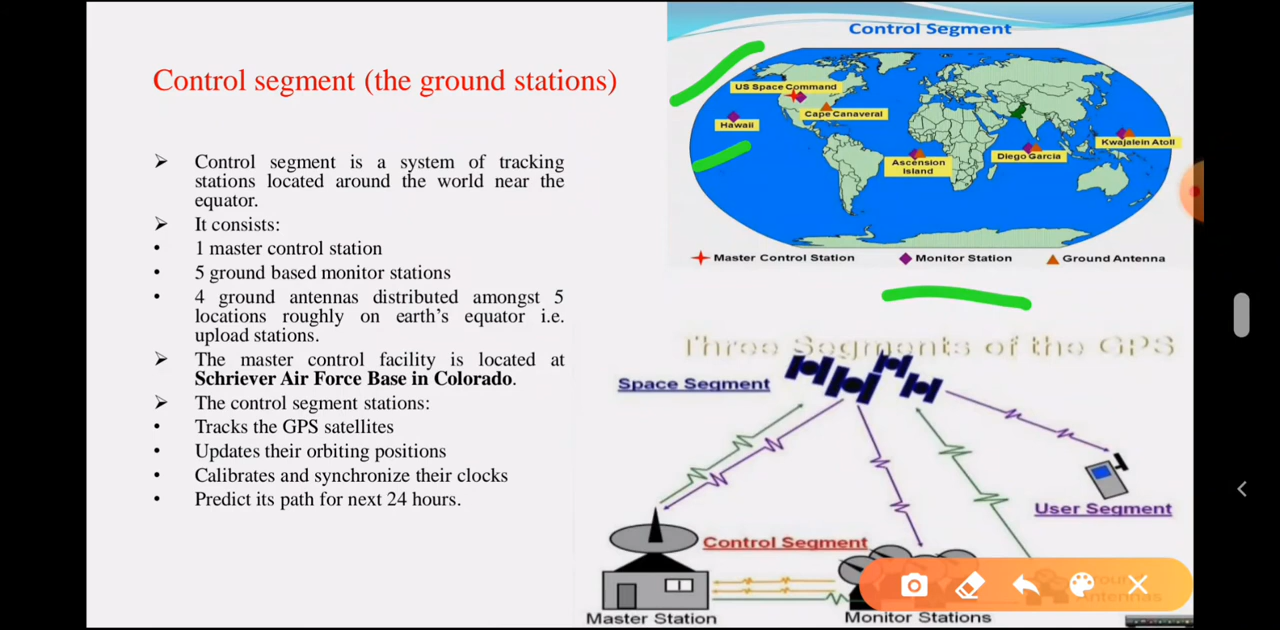 Control segment (the ground stations)
➢ Control segment is a system of tracking
stations located around the world near the
equator.
➢ It consists:
• 1 master control station
• 5 ground based monitor stations
• 4 ground antennas distributed amongst 5
locations roughly on earth's equator i.e.
upload stations.
➢ The master control facility is located at
Schriever Air Force Base in Colorado.
➢ The control segment stations:
• Tracks the GPS satellites
• Updates their orbiting positions
• Calibrates and synchronize their clocks
• Predict its path for next 24 hours.
Control Segment
US Space Command
Cape Canaveral
Hawaii
Kwajalein Atoll
Ascension
Island
Diego Garcia
Master Control Station
Monitor Station
Ground Antenna
Three Segments of the GPS
Space Segment
User Segment
Control Segment
Master Station
Monitor Stations
Antennas